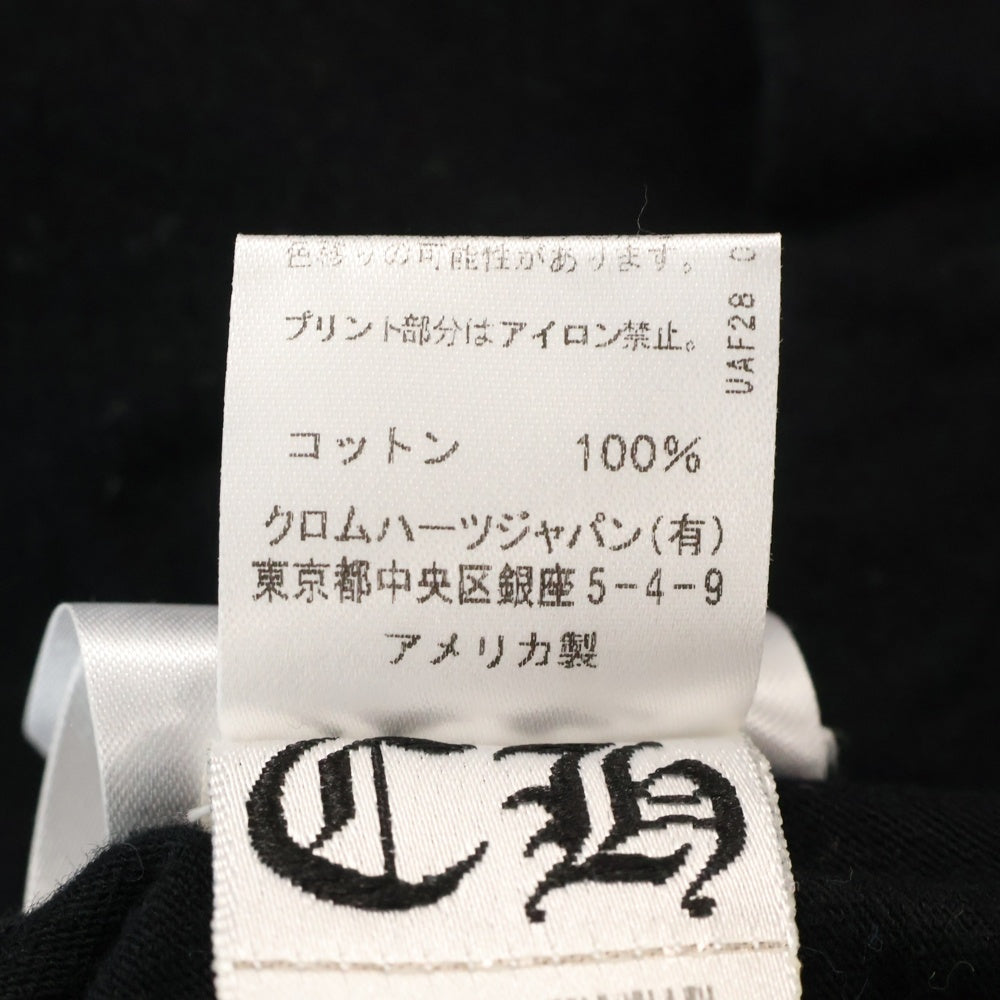 色移りの可能性があります。
プリント部分はアイロン禁止。
UAF28
コットン 100%
クロムハーツジャパン(有)
東京都中央区銀座5-4-9
アメリカ製
CH